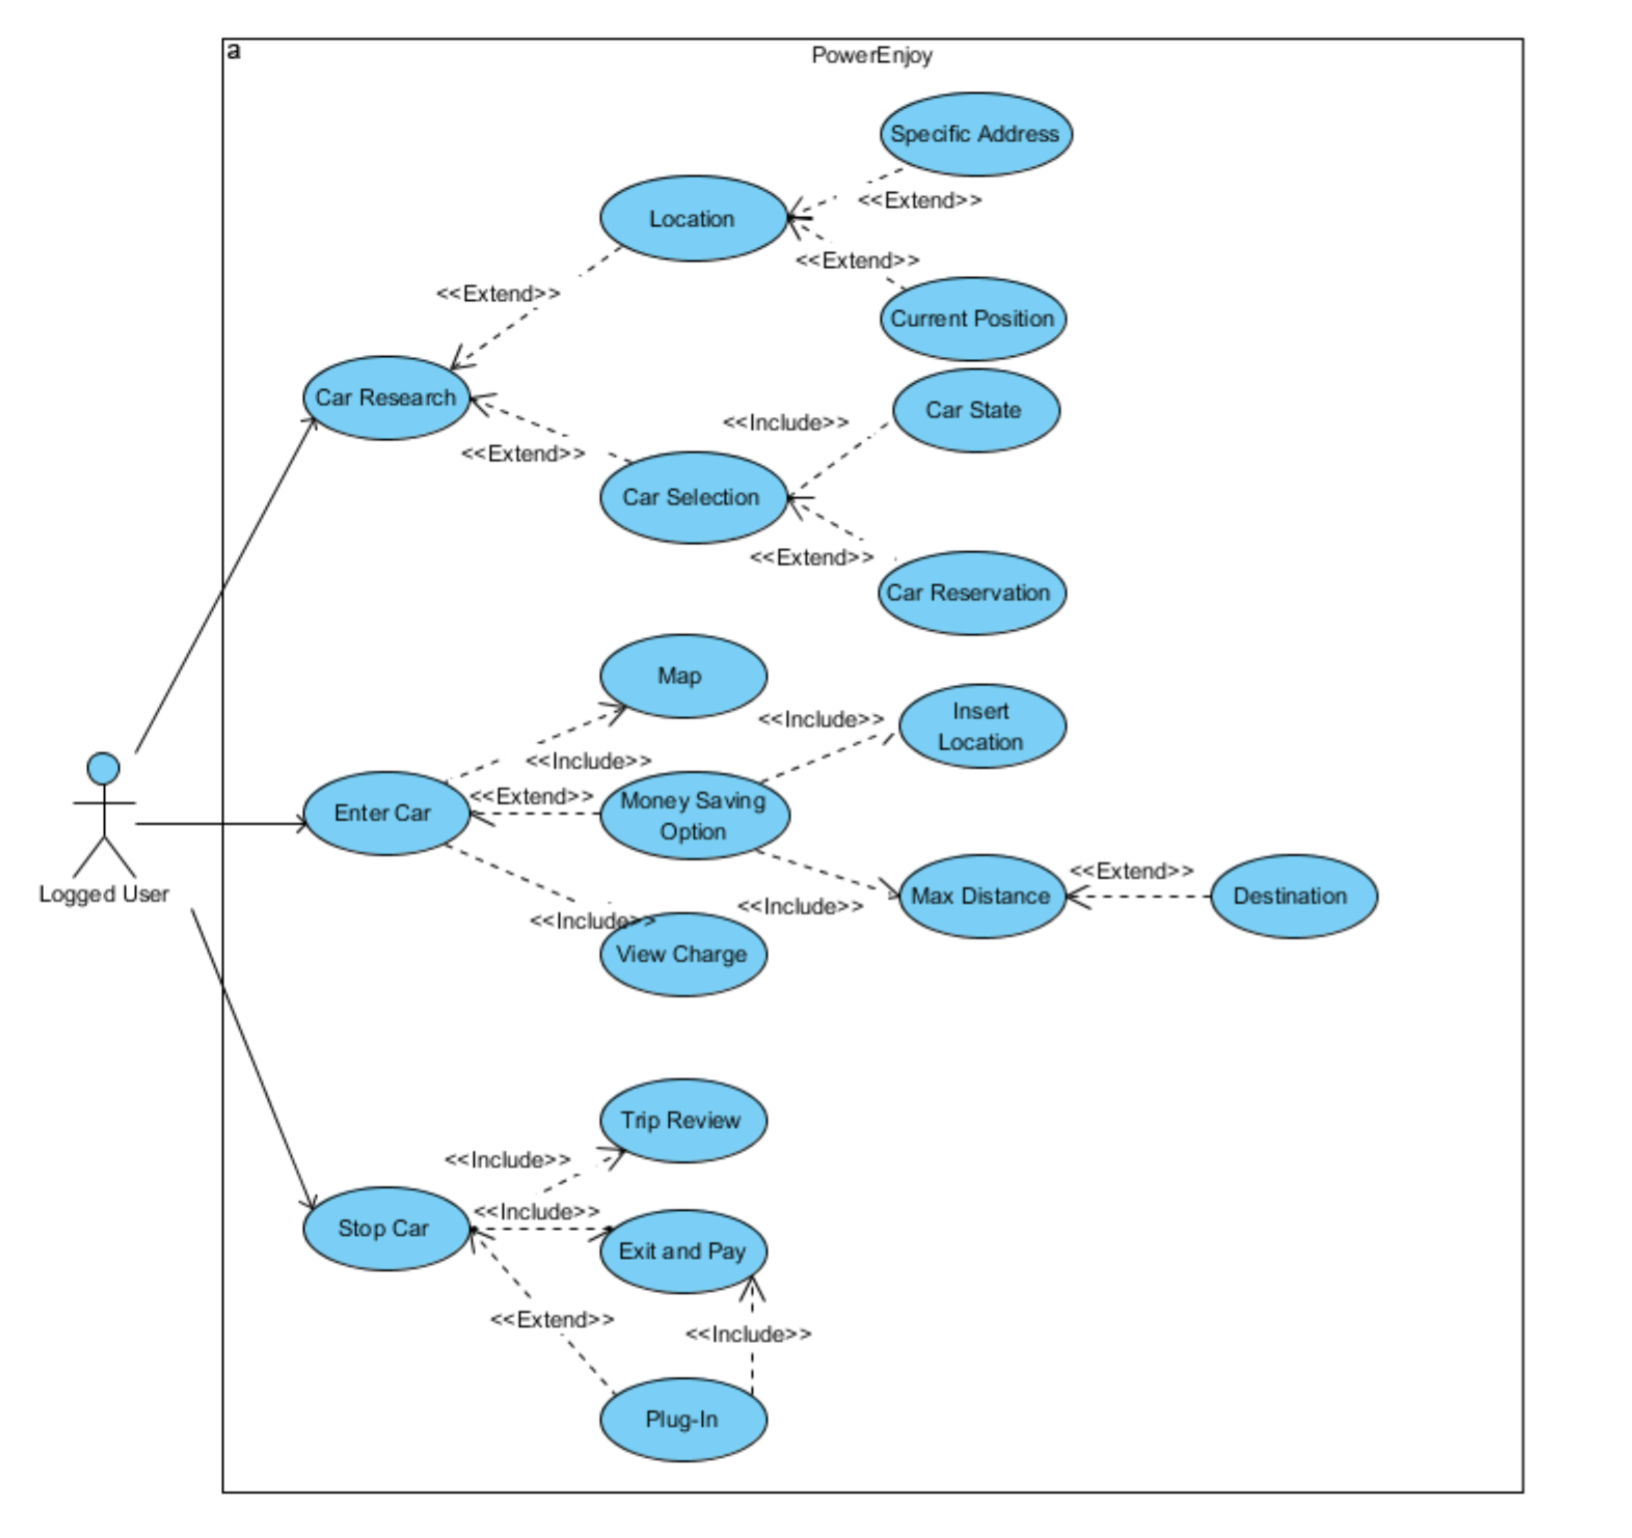 a
PowerEnjoy
Specific Address
<<Extend>>
Location
<<Extend>>
<<Extend>>
Current Position
Car Research
Car State
<<Include>>
<<Extend>>
Car Selection
<<Extend>>
Car Reservation
Map
<<Include>>
Insert
Location
<<Include>>
<<Extend>>
Enter Car
Money Saving
Option
<<Extend>>
Logged User
Max Distance
Destination
<<Include>>
<<Include>>
View Charge
Trip Review
<<Include>>
<<Include>>
Stop Car
Exit and Pay
<<Extend>>
<<Include>>
Plug-In